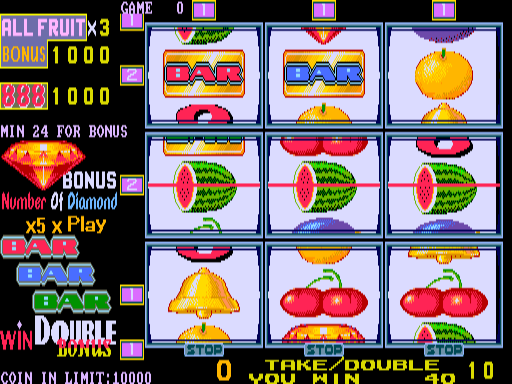 GAME 0 1 1 1
1
ALL FRUIT x3
BONUS 1000
2
888 1000
BAR BAR
MIN 24 FOR BONUS
BONUS
2
Number Of Diamond
x5 x Play
BAR
BAR
BAR
1
WIN DOUBLE
BONUS
1
STOP STOP STOP
COIN IN LIMIT:10000
0 TAKE/DOUBLE 10
YOU WIN 40